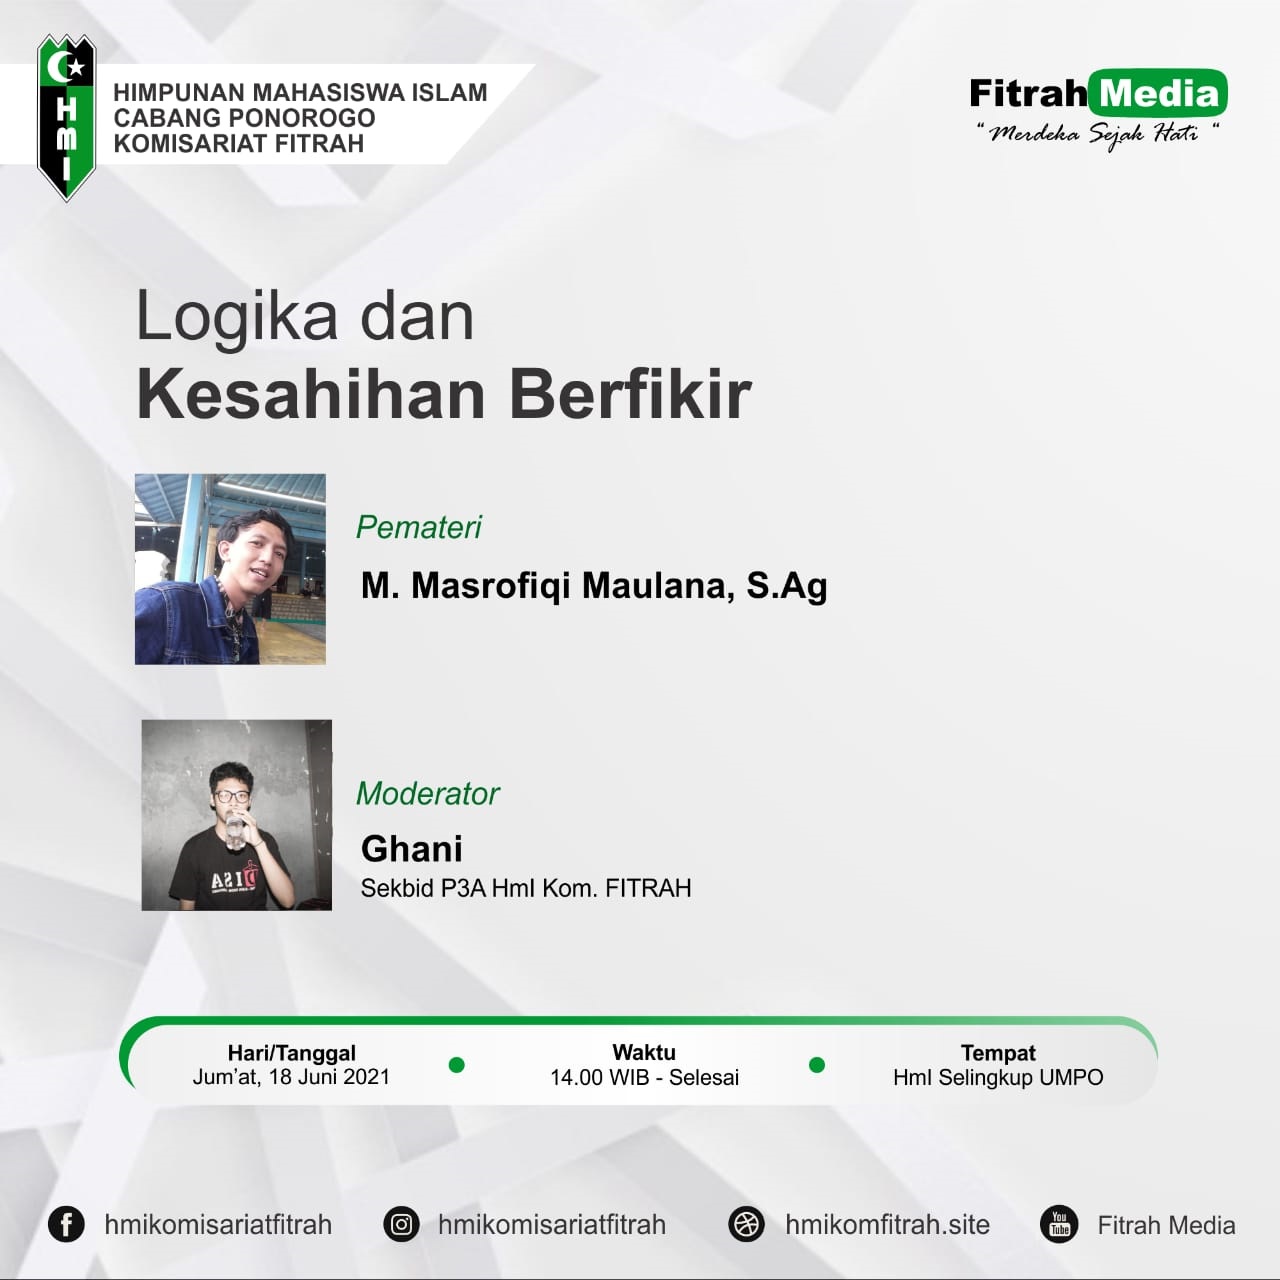 HMI
HIMPUNAN MAHASISWA ISLAM
CABANG PONOROGO
KOMISARIAT FITRAH
Fitrah Media
“ Merdeka Sejak Hati “
Logika dan
Kesahihan Berfikir
Pemateri
M. Masrofiqi Maulana, S.Ag
Moderator
Ghani
Sekbid P3A HmI Kom. FITRAH
Hari/Tanggal
Jum’at, 18 Juni 2021
Waktu
14.00 WIB - Selesai
Tempat
HmI Selingkup UMPO
hmikomisariatfitrah
hmikomisariatfitrah
hmikomfitrah.site
You
Tube
Fitrah Media